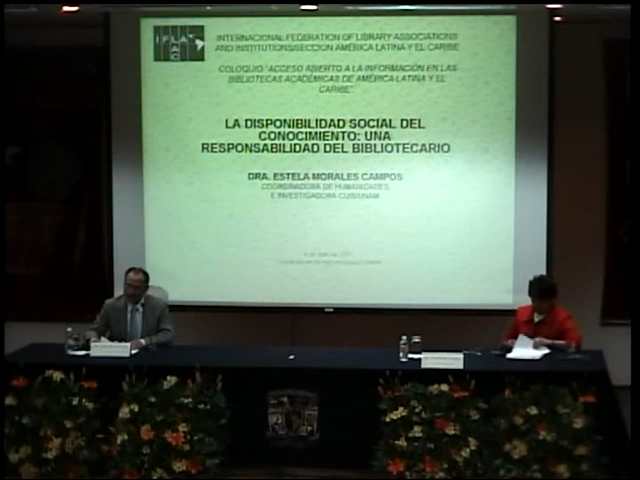 IFLA
LAC
INTERNATIONAL FEDERATION OF LIBRARY ASSOCIATIONS
AND INSTITUTIONS/SECCION AMÉRICA LATINA Y EL CARIBE
COLOQUIO "ACCESO ABIERTO A LA INFORMACIÓN EN LAS
BIBLIOTECAS ACADÉMICAS DE AMÉRICA LATINA Y EL
CARIBE"
LA DISPONIBILIDAD SOCIAL DEL
CONOCIMIENTO: UNA
RESPONSABILIDAD DEL BIBLIOTECARIO
DRA. ESTELA MORALES CAMPOS
COORDINADORA DE HUMANIDADES
E INVESTIGADORA CUIB/UNAM